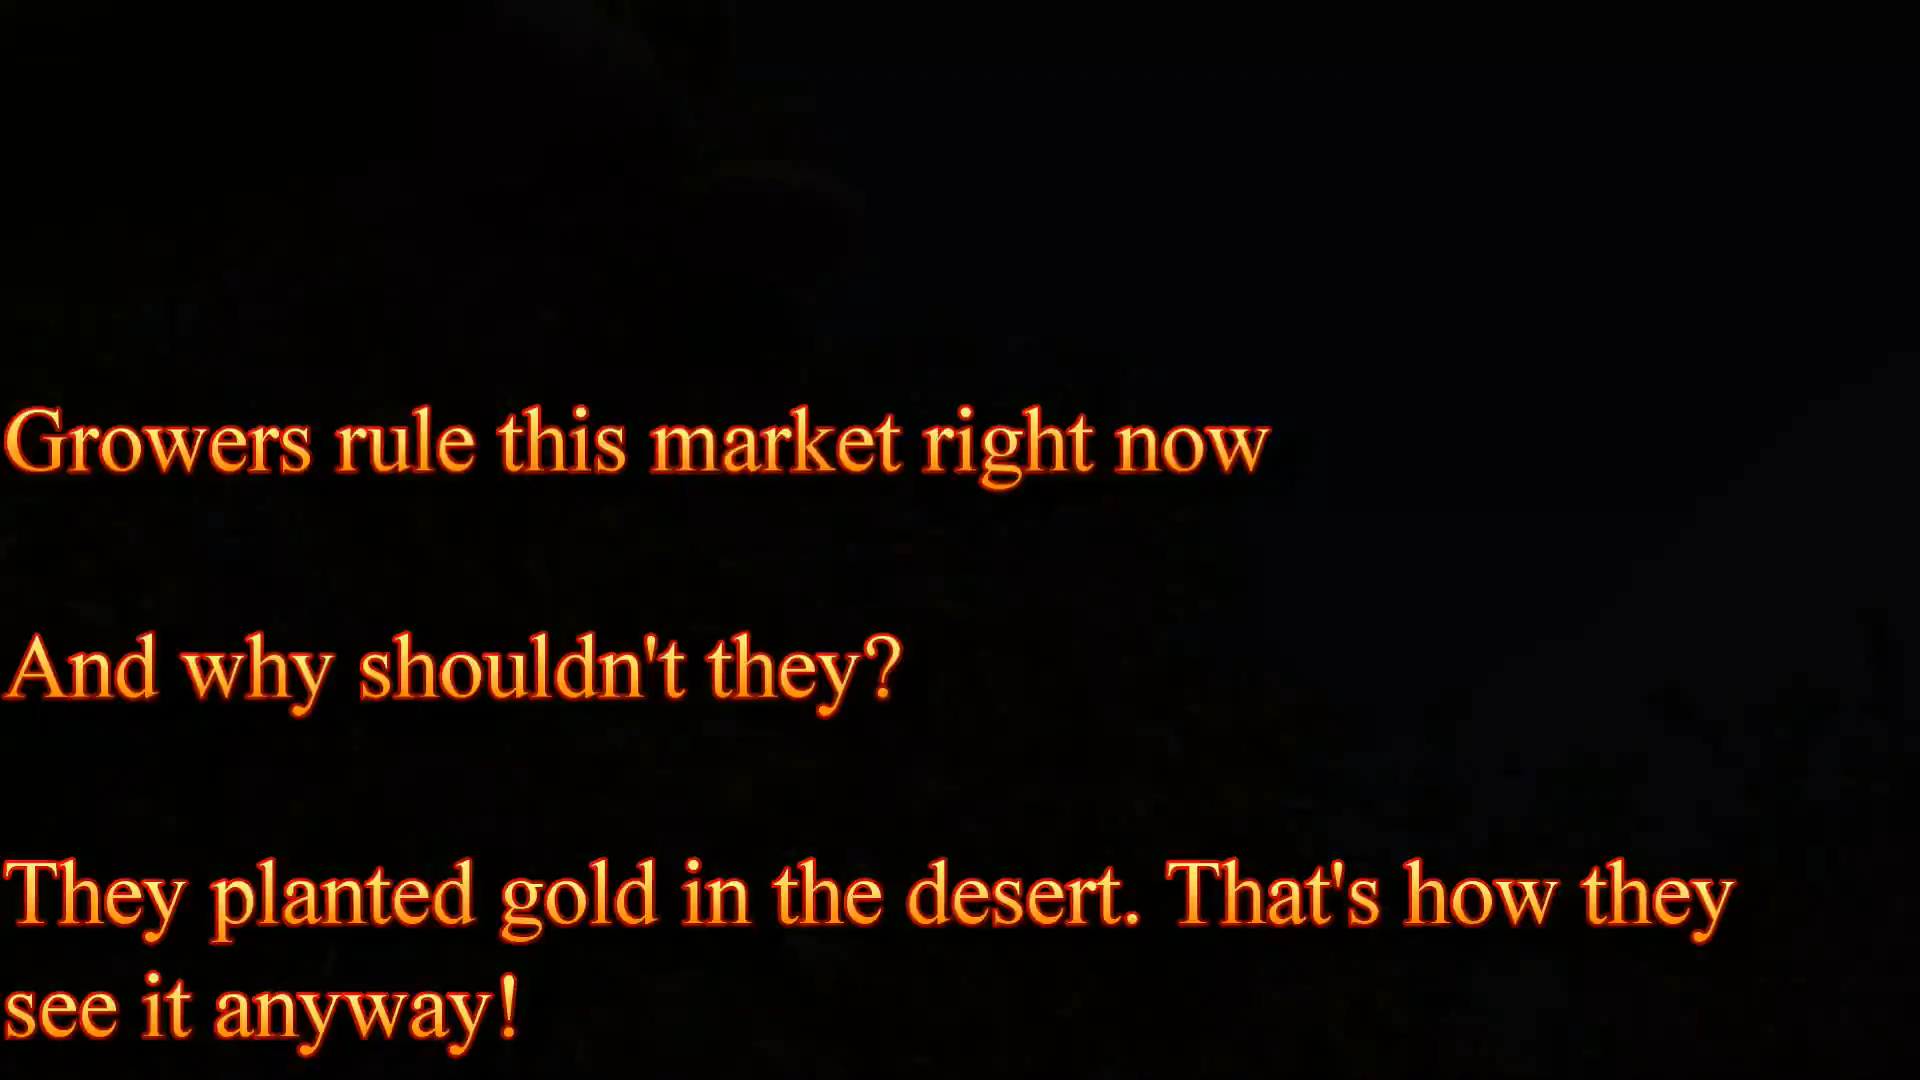 Growers rule this market right now
And why shouldn't they?
They planted gold in the desert. That's how they
see it anyway!